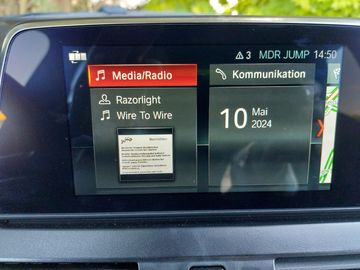 3 MDR JUMP 14:50
Media/Radio
Razorlight
Wire To Wire
Kommunikation
10 Mai
2024